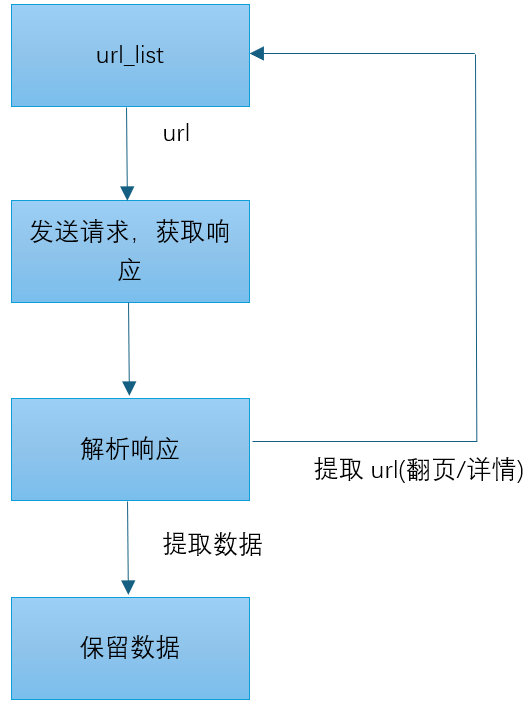 url_list
url
发送请求，获取响
应
解析响应
提取 url(翻页/详情)
提取数据
保留数据